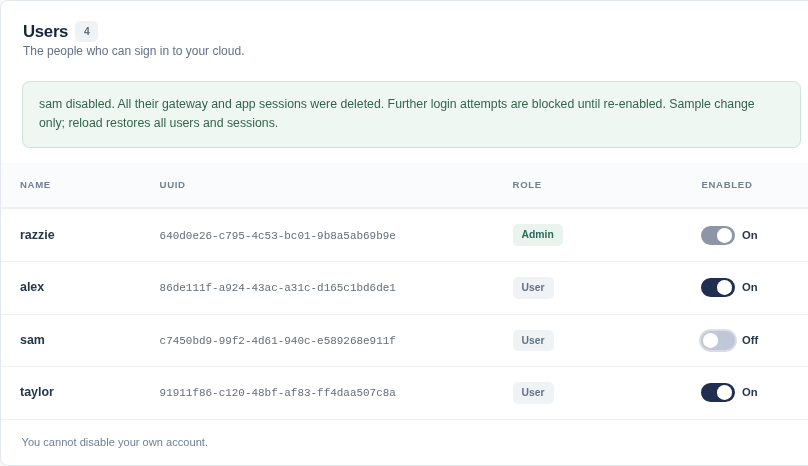 Users 4
The people who can sign in to your cloud.
sam disabled. All their gateway and app sessions were deleted. Further login attempts are blocked until re-enabled. Sample change
only; reload restores all users and sessions.
NAME UUID ROLE ENABLED
razzie 640d0e26-c795-4c53-bc01-9b8a5ab69b9e Admin On
alex 86de111f-a924-43ac-a31c-d165c1bd6de1 User On
sam c7450bd9-99f2-4d61-940c-e589268e911f User Off
taylor 91911f86-c120-48bf-af83-ff4daa507c8a User On
You cannot disable your own account.